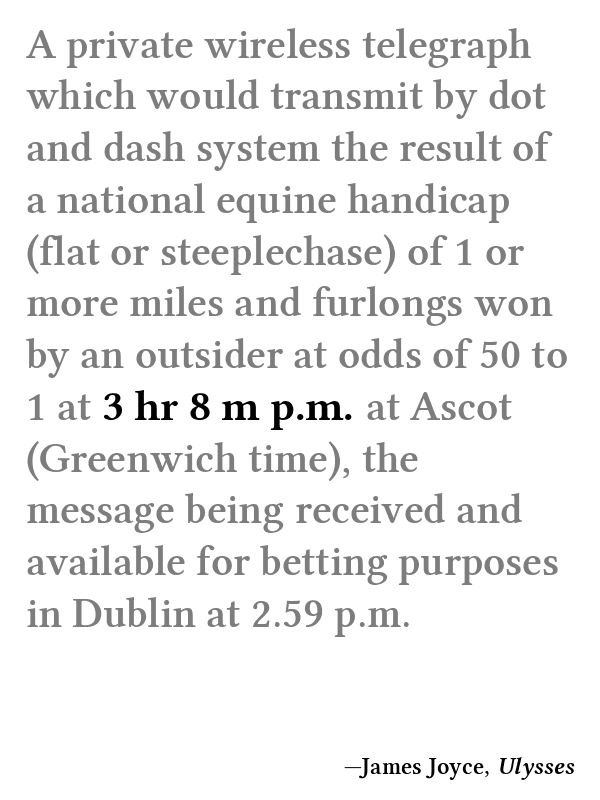 A private wireless telegraph
which would transmit by dot
and dash system the result of
a national equine handicap
(flat or steeplechase) of 1 or
more miles and furlongs won
by an outsider at odds of 50 to
1 at 3 hr 8 m p.m. at Ascot
(Greenwich time), the
message being received and
available for betting purposes
in Dublin at 2.59 p.m.
—James Joyce, Ulysses